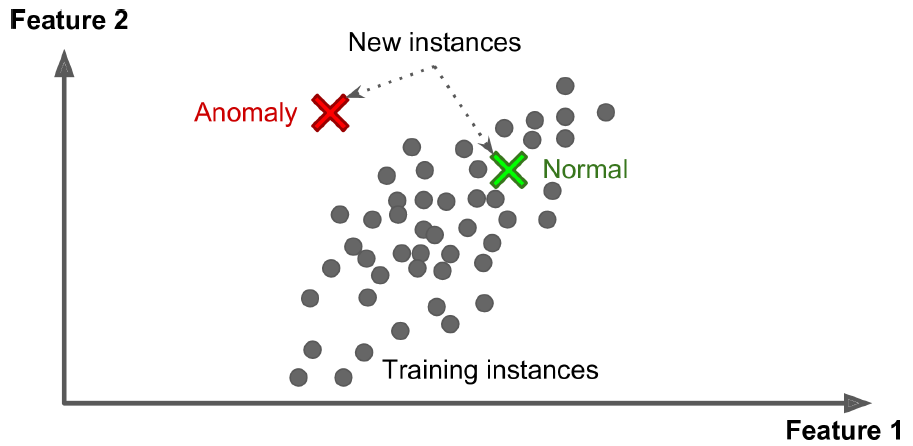 Feature 2
New instances
Anomaly
Normal
Training instances
Feature 1